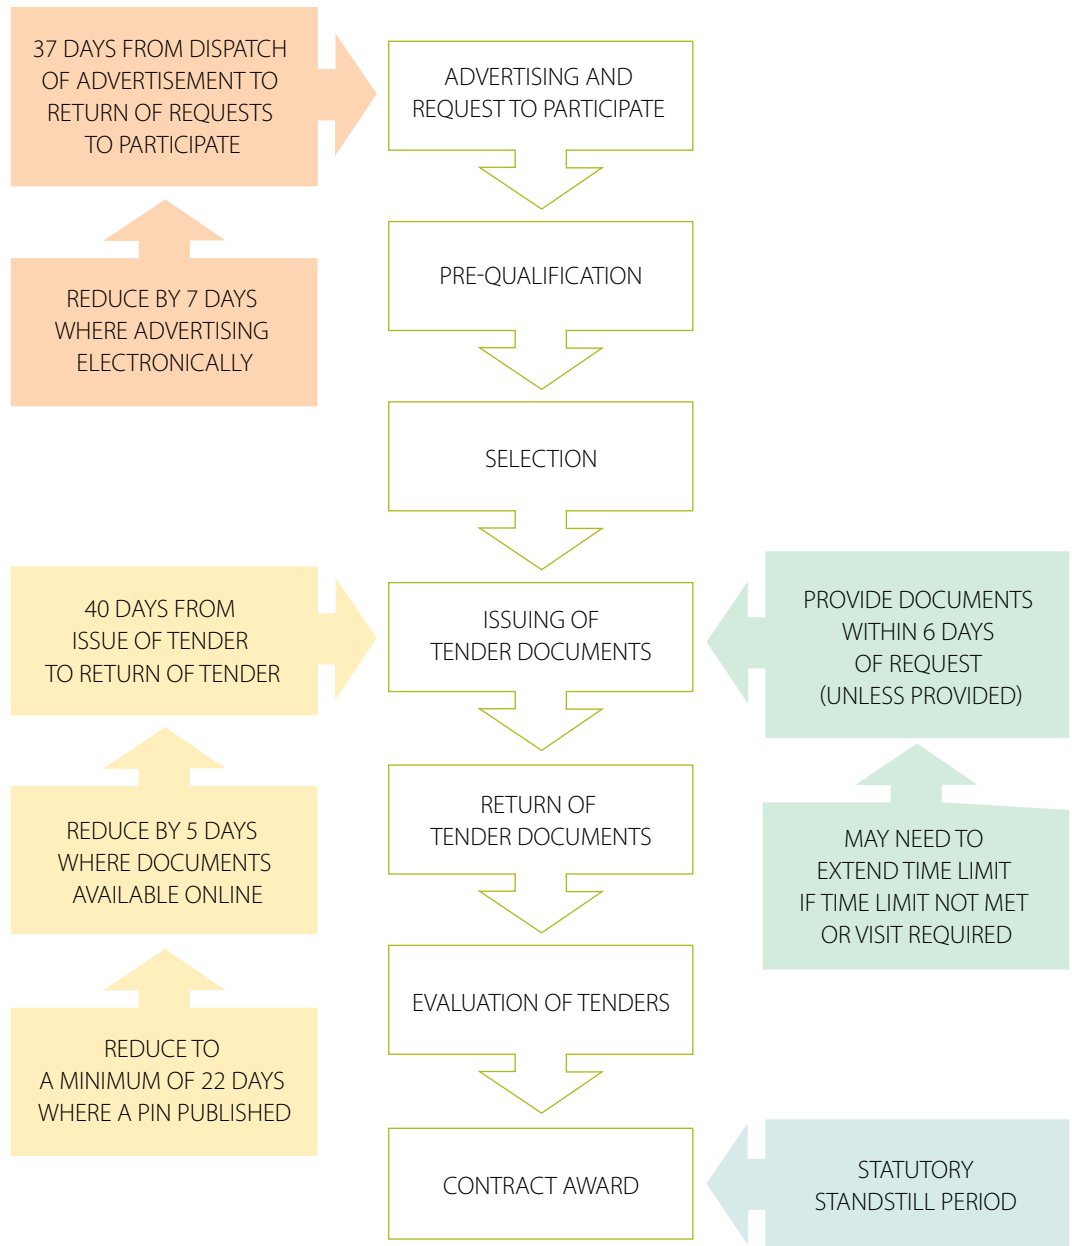 37 DAYS FROM DISPATCH
OF ADVERTISEMENT TO
RETURN OF REQUESTS
TO PARTICIPATE
ADVERTISING AND
REQUEST TO PARTICIPATE
REDUCE BY 7 DAYS
WHERE ADVERTISING
ELECTRONICALLY
PRE-QUALIFICATION
SELECTION
40 DAYS FROM
ISSUE OF TENDER
TO RETURN OF TENDER
ISSUING OF
TENDER DOCUMENTS
PROVIDE DOCUMENTS
WITHIN 6 DAYS
OF REQUEST
(UNLESS PROVIDED)
REDUCE BY 5 DAYS
WHERE DOCUMENTS
AVAILABLE ONLINE
RETURN OF
TENDER DOCUMENTS
MAY NEED TO
EXTEND TIME LIMIT
IF TIME LIMIT NOT MET
OR VISIT REQUIRED
REDUCE TO
A MINIMUM OF 22 DAYS
WHERE A PIN PUBLISHED
EVALUATION OF TENDERS
CONTRACT AWARD
STATUTORY
STANDSTILL PERIOD